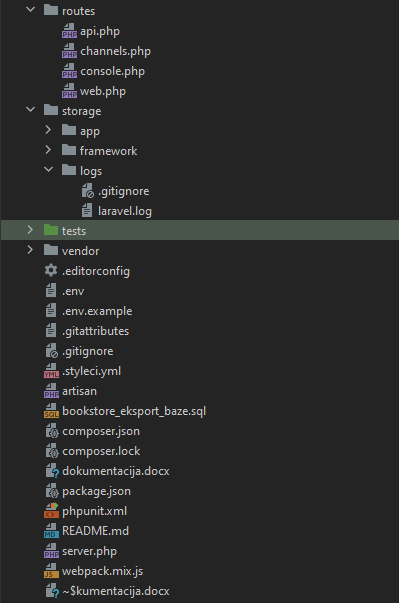 routes
api.php
channels.php
console.php
web.php
storage
app
framework
logs
.gitignore
laravel.log
tests
vendor
.editorconfig
.env
.env.example
.gitattributes
.gitignore
.styleci.yml
artisan
bookstore_eksport_baze.sql
composer.json
composer.lock
dokumentacija.docx
package.json
phpunit.xml
README.md
server.php
webpack.mix.js
~$kumentacija.docx